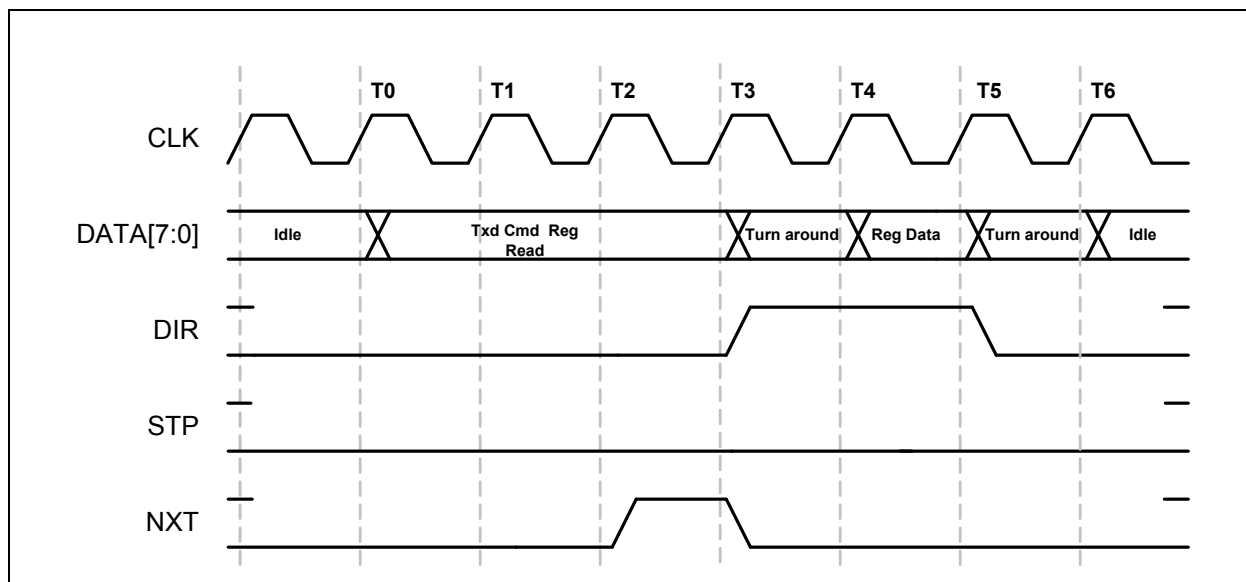 T0 T1 T2 T3 T4 T5 T6
CLK
DATA[7:0] Idle Txd Cmd Reg Turn around Reg Data Turn around Idle
Read
DIR
STP
NXT